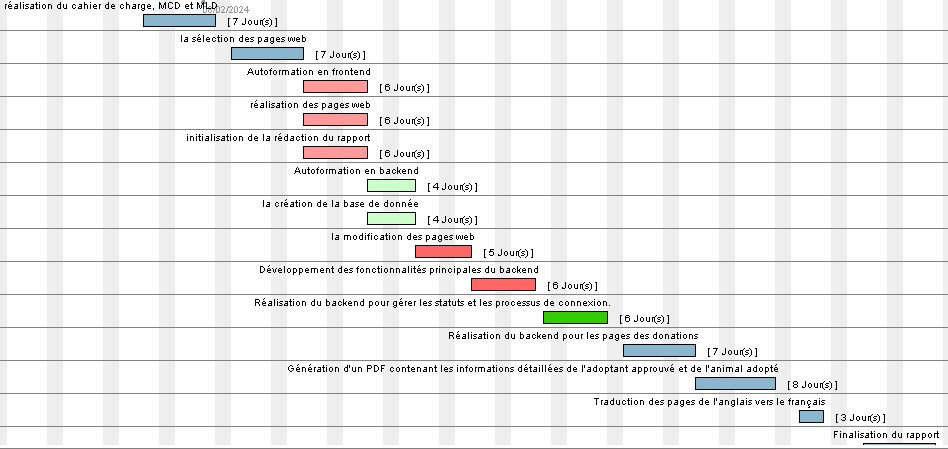 réalisation du cahier de charge, MCD et MLD
/02/2024
[ 7 Jour(s) ]
la sélection des pages web
[ 7 Jour(s) ]
Autoformation en frontend
[ 6 Jour(s) ]
réalisation des pages web
[ 6 Jour(s) ]
initialisation de la rédaction du rapport
[ 6 Jour(s) ]
Autoformation en backend
[ 4 Jour(s) ]
la création de la base de donnée
[ 4 Jour(s) ]
la modification des pages web
[ 5 Jour(s) ]
Développement des fonctionnalités principales du backend
[ 6 Jour(s) ]
Réalisation du backend pour gérer les statuts et les processus de connexion.
[ 6 Jour(s) ]
Réalisation du backend pour les pages des donations
[ 7 Jour(s) ]
Génération d'un PDF contenant les informations détaillées de l'adoptant approuvé et de l'animal adopté
[ 8 Jour(s) ]
Traduction des pages de l'anglais vers le français
[ 3 Jour(s) ]
Finalisation du rapport